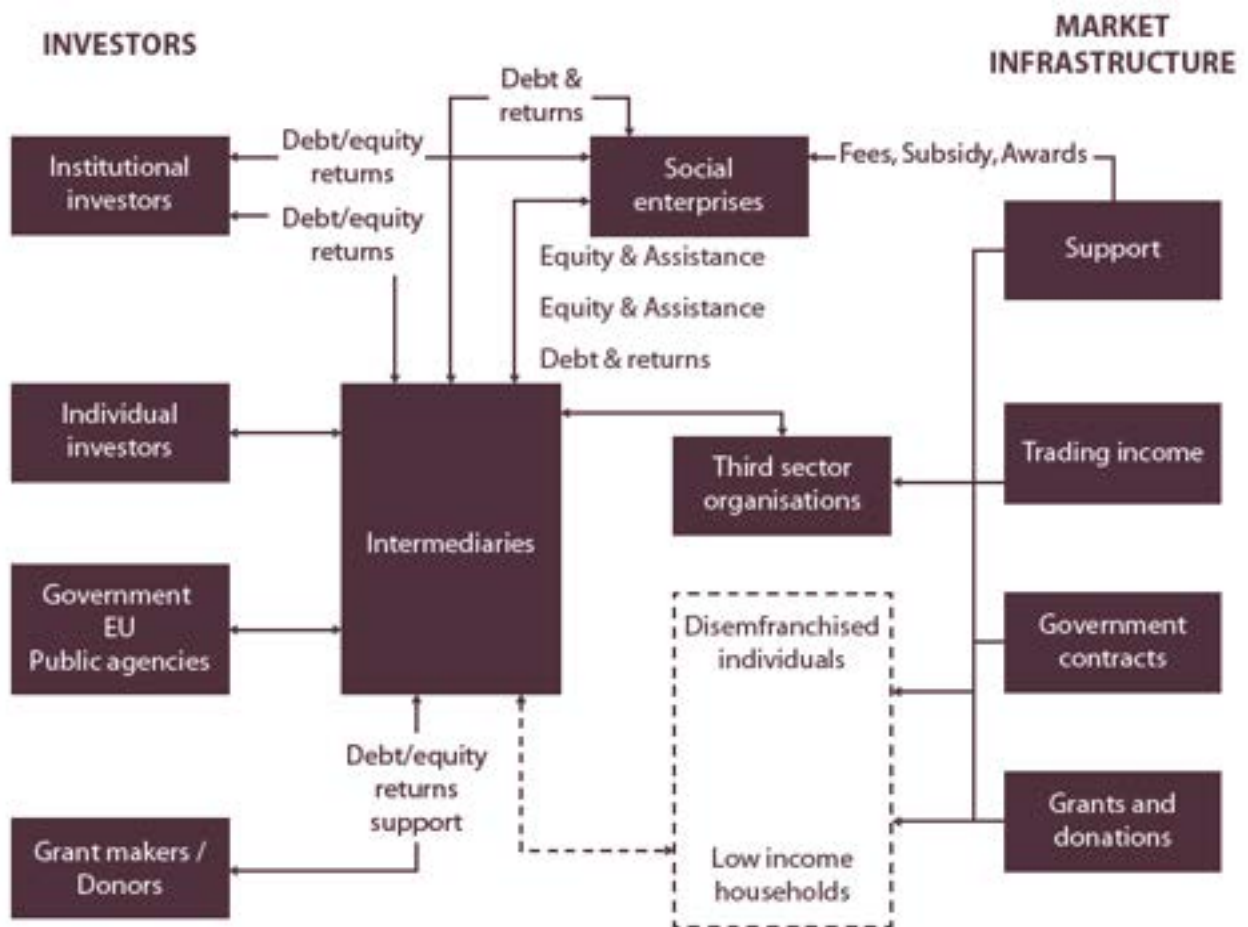 INVESTORS
MARKET
INFRASTRUCTURE
Debt &
returns
Institutional
investors
Debt/equity
returns
Debt/equity
returns
Social
enterprises
Fees, Subsidy, Awards
Support
Equity & Assistance
Equity & Assistance
Debt & returns
Individual
investors
Intermediaries
Third sector
organisations
Trading income
Government
EU
Public agencies
Disemfranchised
individuals
Government
contracts
Debt/equity
returns
support
Grant makers /
Donors
Low income
households
Grants and
donations